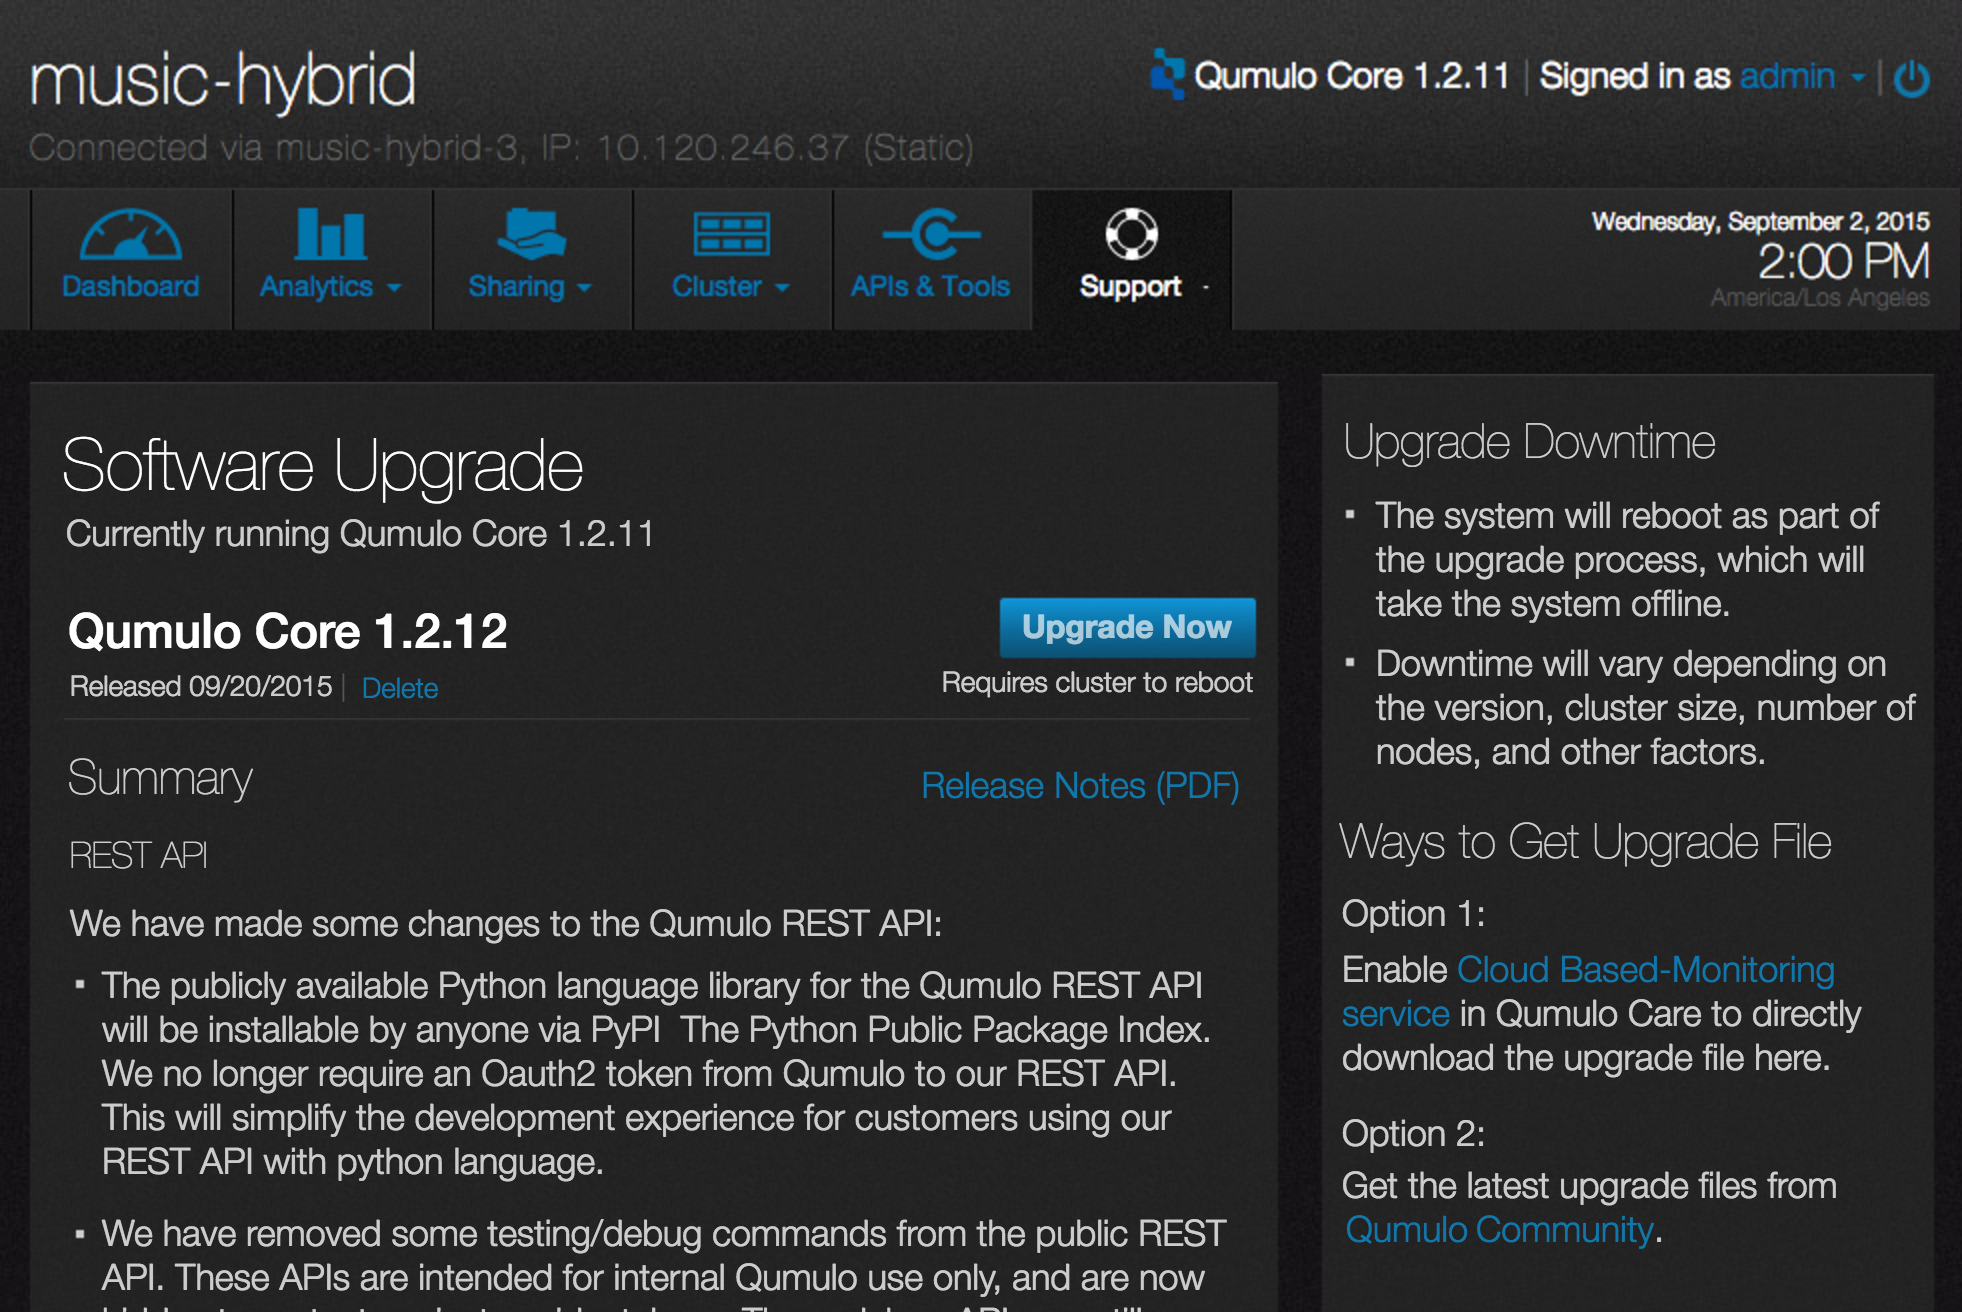 music-hybrid
Connected via music-hybrid-3, IP: 10.120.246.37 (Static)
Qumulo Core 1.2.11 | Signed in as admin
Dashboard
Analytics
Sharing
Cluster
APIs & Tools
Support
Wednesday, September 2, 2015
2:00 PM
America/Los Angeles
Software Upgrade
Currently running Qumulo Core 1.2.11
Qumulo Core 1.2.12
Upgrade Now
Released 09/20/2015 | Delete
Requires cluster to reboot
Summary
Release Notes (PDF)
REST API
We have made some changes to the Qumulo REST API:
▪ The publicly available Python language library for the Qumulo REST API
will be installable by anyone via PyPI  The Python Public Package Index.
We no longer require an Oauth2 token from Qumulo to our REST API.
This will simplify the development experience for customers using our
REST API with python language.
▪ We have removed some testing/debug commands from the public REST
API. These APIs are intended for internal Qumulo use only, and are now
Upgrade Downtime
▪ The system will reboot as part of
the upgrade process, which will
take the system offline.
▪ Downtime will vary depending on
the version, cluster size, number of
nodes, and other factors.
Ways to Get Upgrade File
Option 1:
Enable Cloud Based-Monitoring
service in Qumulo Care to directly
download the upgrade file here.
Option 2:
Get the latest upgrade files from
Qumulo Community.